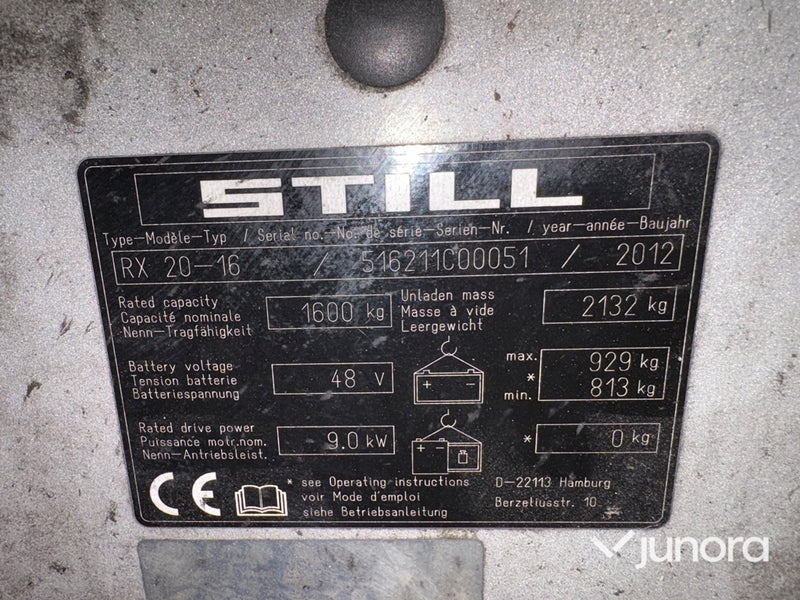 STILL
Type-Modèle-Typ / Serial no.-No. de série-Serien-Nr. / year-année-Baujahr
RX 20-16 / 516211C00051 / 2012
Rated capacity
Capacité nominale
Nenn-Tragfähigkeit
1600 kg
Unladen mass
Masse à vide
Leergewicht
2132 kg
Battery voltage
Tension batterie
Batteriespannung
48 V
+ -
max. 929 kg
*
min. 813 kg
Rated drive power
Puissance motr.nom.
Nenn-Antriebsleist.
9.0 kW
+ -
* 0 kg
CE
* see Operating instructions
voir Mode d'emploi
siehe Betriebsanleitung
D-22113 Hamburg
Berzeliusstr. 10
junora